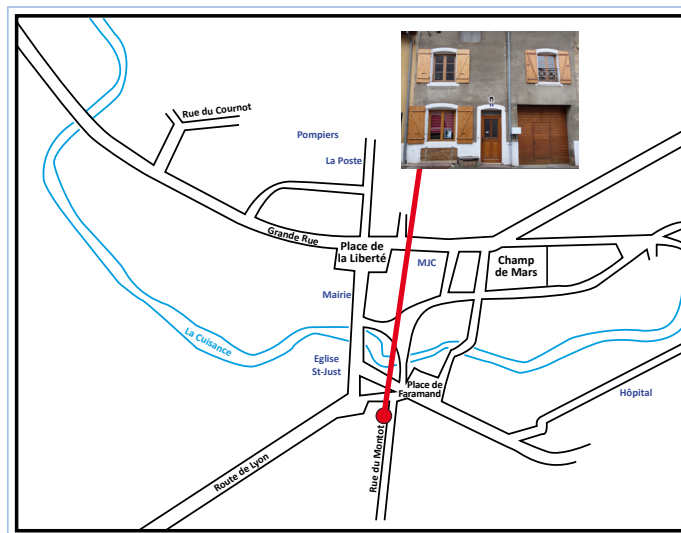 Rue du Cournot
Pompiers
La Poste
Grande Rue
Place de
la Liberté
MJC
Champ
de Mars
Mairie
La Cuisance
Eglise
St-Just
Place de
Faramand
Hôpital
Rue du Montot
Route de Lyon